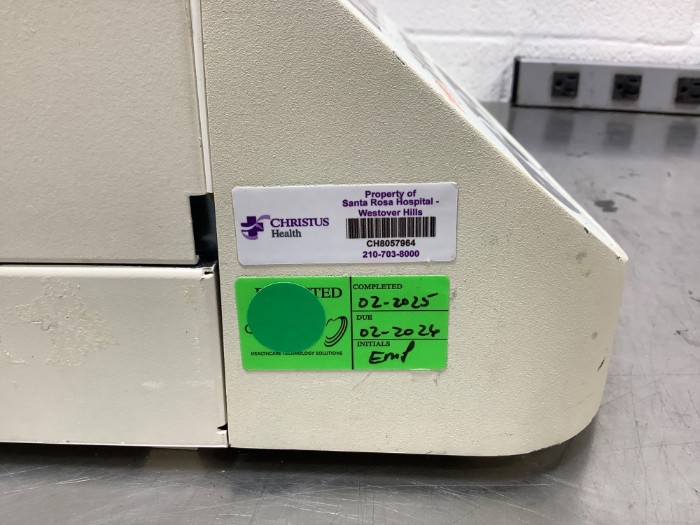 Property of
Santa Rosa Hospital -
Westover Hills
CHRISTUS
Health
CH8057964
210-703-8000
COMPLETED
02-2025
DUE
02-2026
INITIALS
HEALTHCARE TECHNOLOGY SOLUTIONS